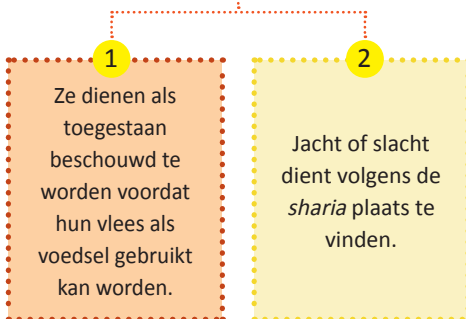 1
Ze dienen als
toegestaan
beschouwd te
worden voordat
hun vlees als
voedsel gebruikt
kan worden.
2
Jacht of slacht
dient volgens de
sharia plaats te
vinden.